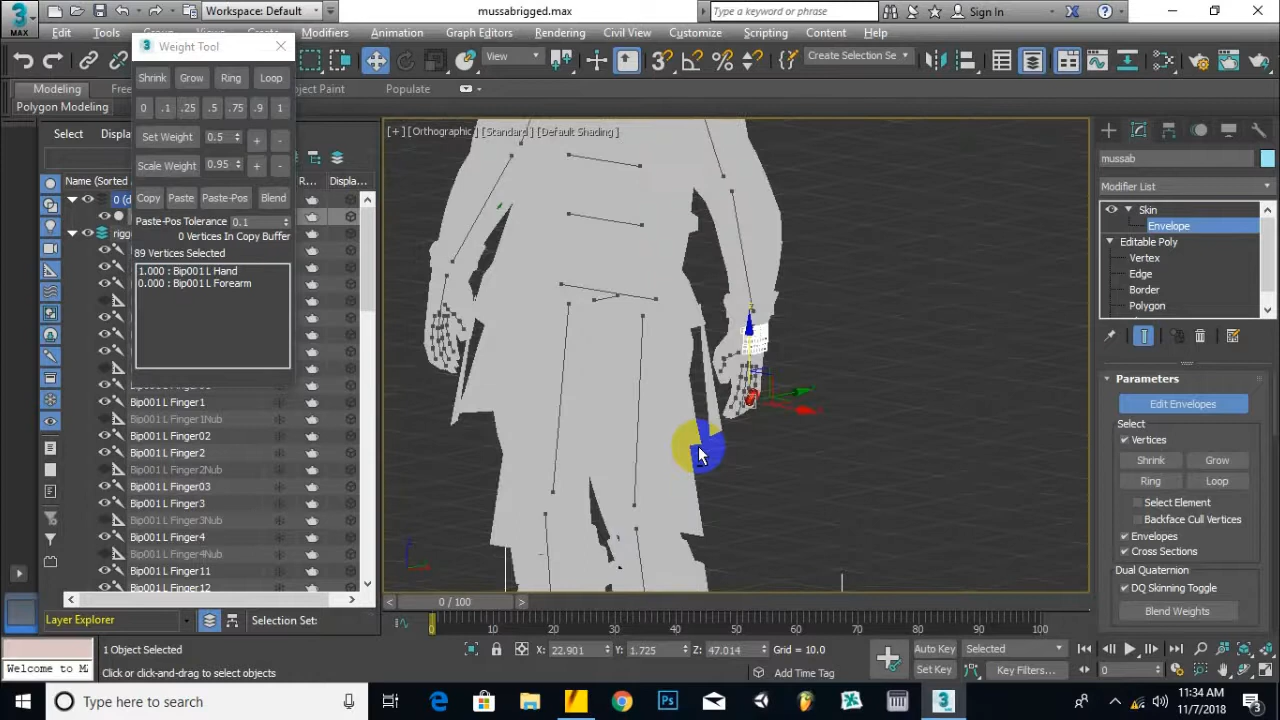 MAX
Workspace: Default
mussabrigged.max
Type a keyword or phrase
Sign In
Edit
Tools
Modifiers
Animation
Graph Editors
Rendering
Civil View
Customize
Scripting
Content
Help
View
Create Selection Se
Modeling
Object Paint
Populate
Polygon Modeling
Weight Tool
Shrink
Grow
Ring
Loop
0
.1
.25
.5
.75
.9
1
Set Weight
0.5
+
-
Scale Weight
0.95
+
-
Copy
Paste
Paste-Pos
Blend
Paste-Pos Tolerance
0.1
0 Vertices In Copy Buffer
89 Vertices Selected
1.000 : Bip001 L Hand
0.000 : Bip001 L Forearm
Select
Name (Sorted
R...
Displa...
Bip001 L Finger1
Bip001 L Finger1Nub
Bip001 L Finger02
Bip001 L Finger2
Bip001 L Finger2Nub
Bip001 L Finger03
Bip001 L Finger3
Bip001 L Finger3Nub
Bip001 L Finger4
Bip001 L Finger4Nub
Bip001 L Finger11
Bip001 L Finger12
Layer Explorer
Selection Set:
[+] [Orthographic] [Standard] [Default Shading]
mussab
Modifier List
Skin
Envelope
Editable Poly
Vertex
Edge
Border
Polygon
Parameters
Edit Envelopes
Select
Vertices
Shrink
Grow
Ring
Loop
Select Element
Backface Cull Vertices
Envelopes
Cross Sections
Dual Quaternion
DQ Skinning Toggle
Blend Weights
< 0 / 100 >
0 10 20 30 40 50 60 70 80 90 100
1 Object Selected
X: 22.901
Y: 1.725
Z: 47.014
Grid = 10.0
Auto Key
Selected
Set Key
Key Filters...
0
Welcome to M
Click or click-and-drag to select objects
Add Time Tag
Type here to search
:34 AM
11/7/2018